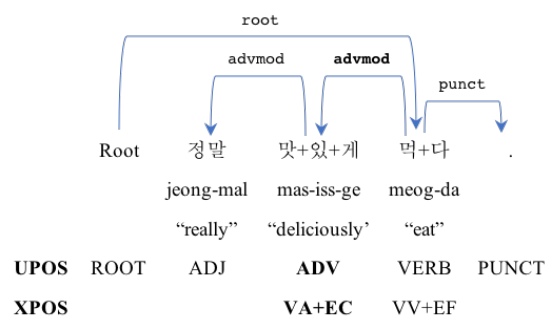 root
advmod advmod
punct
Root 정말 맛+있+게 먹+다 .
jeong-mal mas-iss-ge meog-da
“really” “deliciously’ “eat”
UPOS ROOT ADJ ADV VERB PUNCT
XPOS VA+EC VV+EF